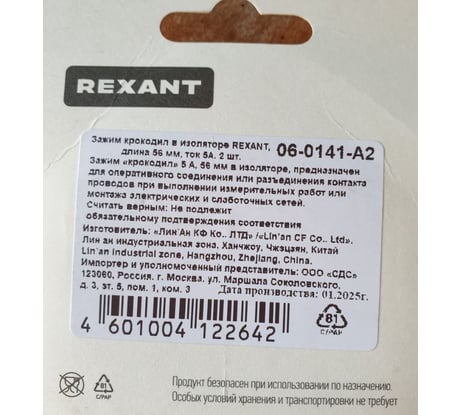 REXANT
Зажим крокодил в изоляторе REXANT, 06-0141-A2
длина 56 мм, ток 5А. 2 шт.
Зажим «крокодил» 5 А, 56 мм в изоляторе, предназначен
для оперативного соединения или разъединения контакта
проводов при выполнении измерительных работ или
монтажа электрических и слаботочных сетей.
Считать верным: Не подлежит
обязательному подтверждения соответствия
Изготовитель: «Лин'Ан КФ Ко., ЛТД» /«Lin'an CF Co., Ltd».
Лин ан индустриальная зона, Ханчжоу, Чжэцзян, Китай
Lin'an industrial zone, Hangzhou, Zhejiang, China.
Импортер и уполномоченный представитель: ООО «СДС»
123060, Россия, г. Москва, ул. Маршала Соколовского,
д. 3, эт. 5, пом. 1, ком. 3 Дата производства: 01.2025г.
4 601004 122642
81
C/PAP
81
C/PAP
Продукт безопасен при использовании по назначению.
Особых условий хранения и транспортировки не требует